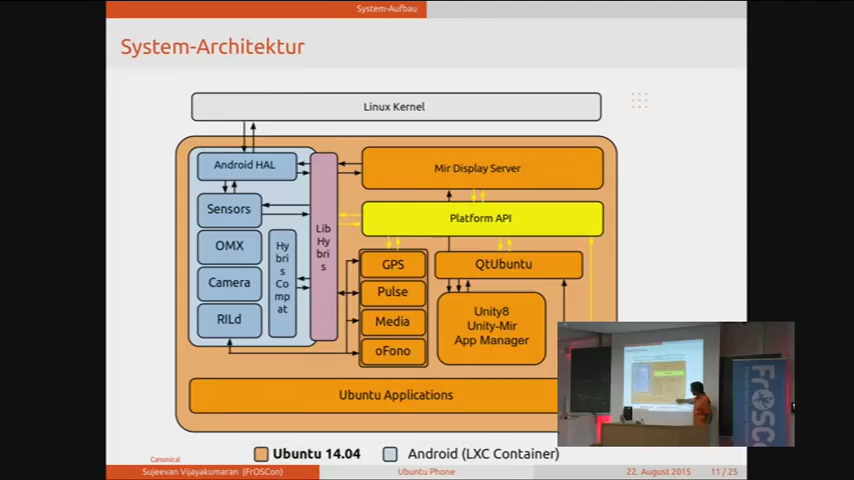 System-Aufbau
System-Architektur
Linux Kernel
Android HAL
Mir Display Server
Sensors
Platform API
Lib
Hy
bri
s
OMX
Hy
bri
s
Co
mp
at
GPS
QtUbuntu
Camera
Pulse
Unity8
Unity-Mir
App Manager
RILd
Media
oFono
Ubuntu Applications
FrOSCo
Ubuntu 14.04
Android (LXC Container)
Canonical
Sujeevan Vijayakumaran (FrOSCon)
Ubuntu Phone
22. August 2015
11 / 25